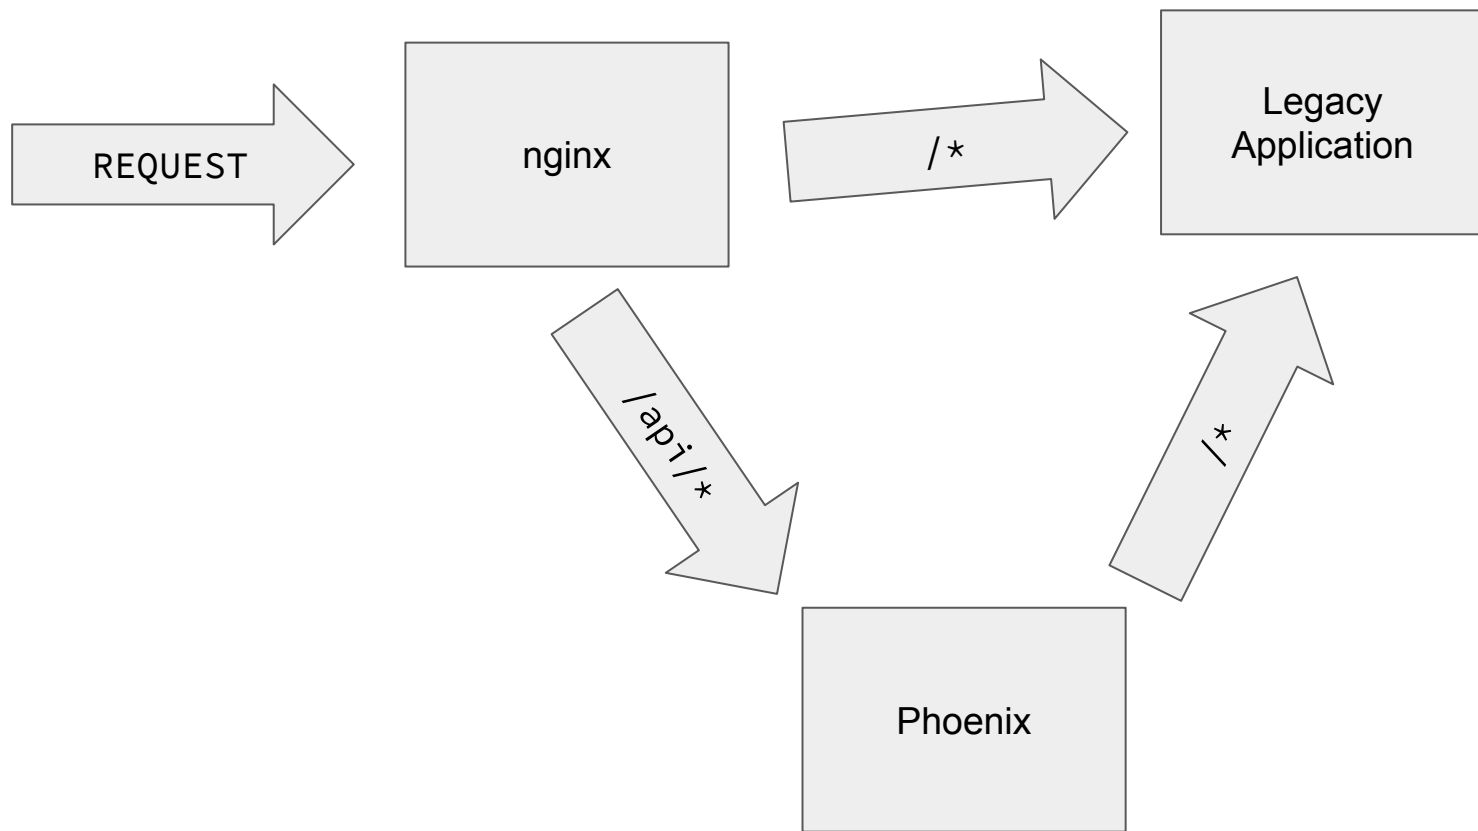 REQUEST
nginx
/*
Legacy
Application
/api/*
/*
Phoenix